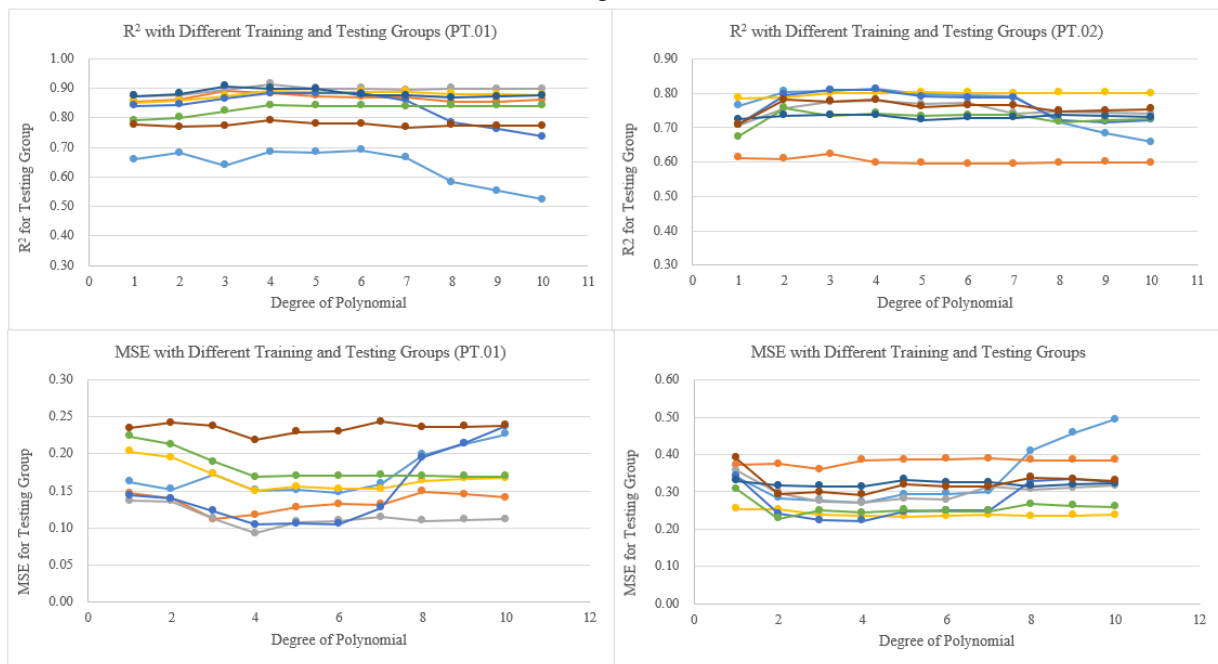 R² with Different Training and Testing Groups (PT.01)
R² for Testing Group
1.00
0.90
0.80
0.70
0.60
0.50
0.40
0.30
0 1 2 3 4 5 6 7 8 9 10 11
Degree of Polynomial
R² with Different Training and Testing Groups (PT.02)
R2 for Testing Group
0.90
0.80
0.70
0.60
0.50
0.40
0.30
0 1 2 3 4 5 6 7 8 9 10 11
Degree of Polynomial
MSE with Different Training and Testing Groups (PT.01)
MSE for Testing Group
0.30
0.25
0.20
0.15
0.10
0.05
0.00
0 2 4 6 8 10 12
Degree of Polynomial
MSE with Different Training and Testing Groups
MSE for Testing Group
0.60
0.50
0.40
0.30
0.20
0.10
0.00
0 2 4 6 8 10 12
Degree of Polynomial